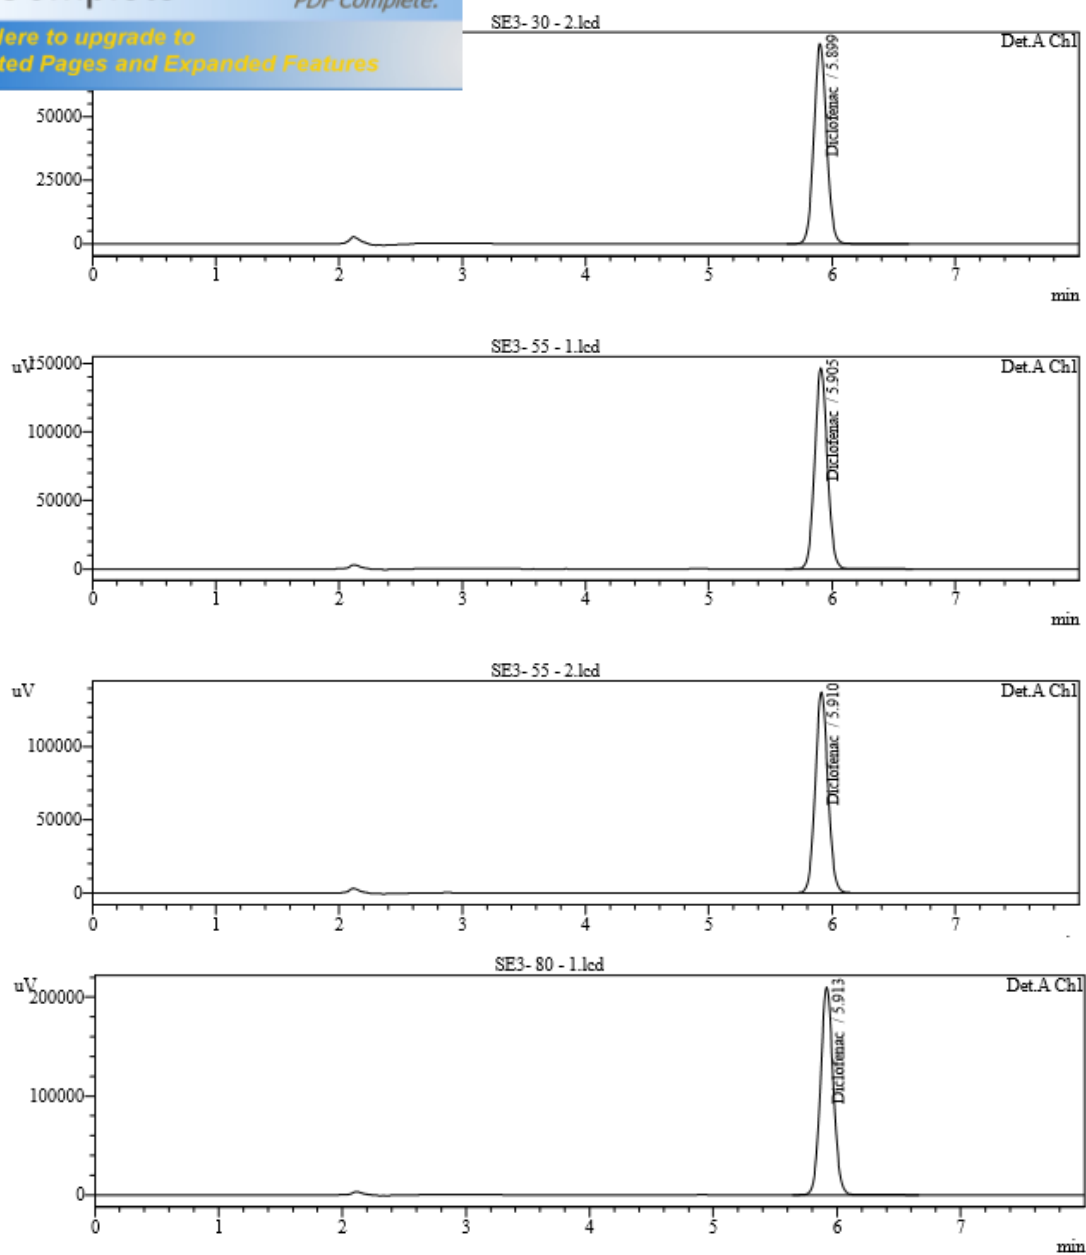 PDF Complete.
to upgrade to
Pages and Expanded Features
SE3- 30 - 2.lcd
Det.A Ch1
Diclofenac / 5.899
50000
25000
0
0 1 2 3 4 5 6 7
min
SE3- 55 - 1.lcd
uV
Det.A Ch1
Diclofenac / 5.905
150000
100000
50000
0
0 1 2 3 4 5 6 7
min
SE3- 55 - 2.lcd
uV
Det.A Ch1
Diclofenac / 5.910
100000
50000
0
0 1 2 3 4 5 6 7
SE3- 80 - 1.lcd
uV
Det.A Ch1
Diclofenac / 5.913
200000
100000
0
0 1 2 3 4 5 6 7
min